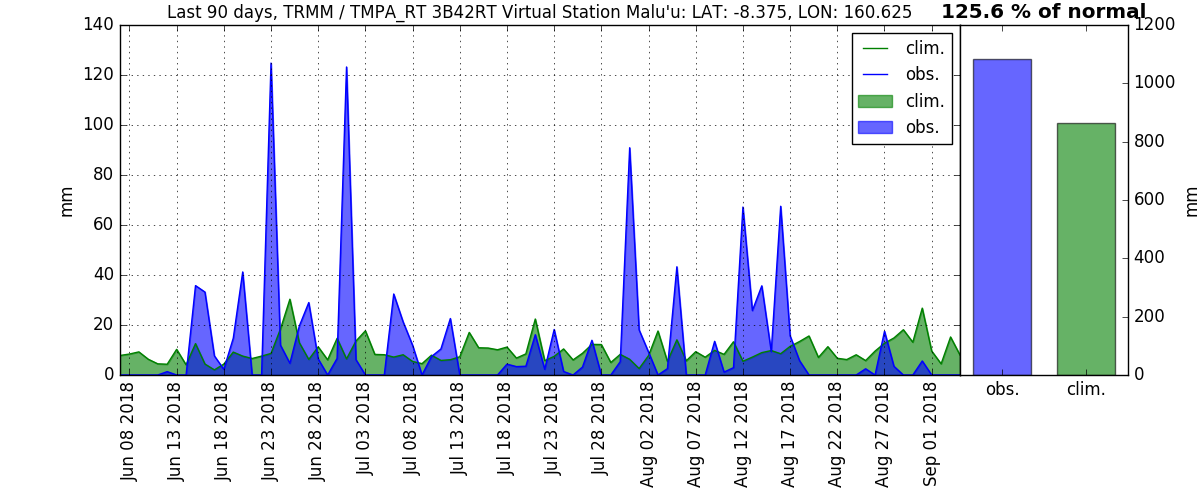 Last 90 days, TRMM / TMPA_RT 3B42RT Virtual Station Malu'u: LAT: -8.375, LON: 160.625
125.6 % of normal
140
120
100
80
60
40
20
0
mm
clim.
obs.
clim.
obs.
1200
1000
800
600
400
200
0
mm
Jun 08 2018
Jun 13 2018
Jun 18 2018
Jun 23 2018
Jun 28 2018
Jul 03 2018
Jul 08 2018
Jul 13 2018
Jul 18 2018
Jul 23 2018
Jul 28 2018
Aug 02 2018
Aug 07 2018
Aug 12 2018
Aug 17 2018
Aug 22 2018
Aug 27 2018
Sep 01 2018
obs.
clim.